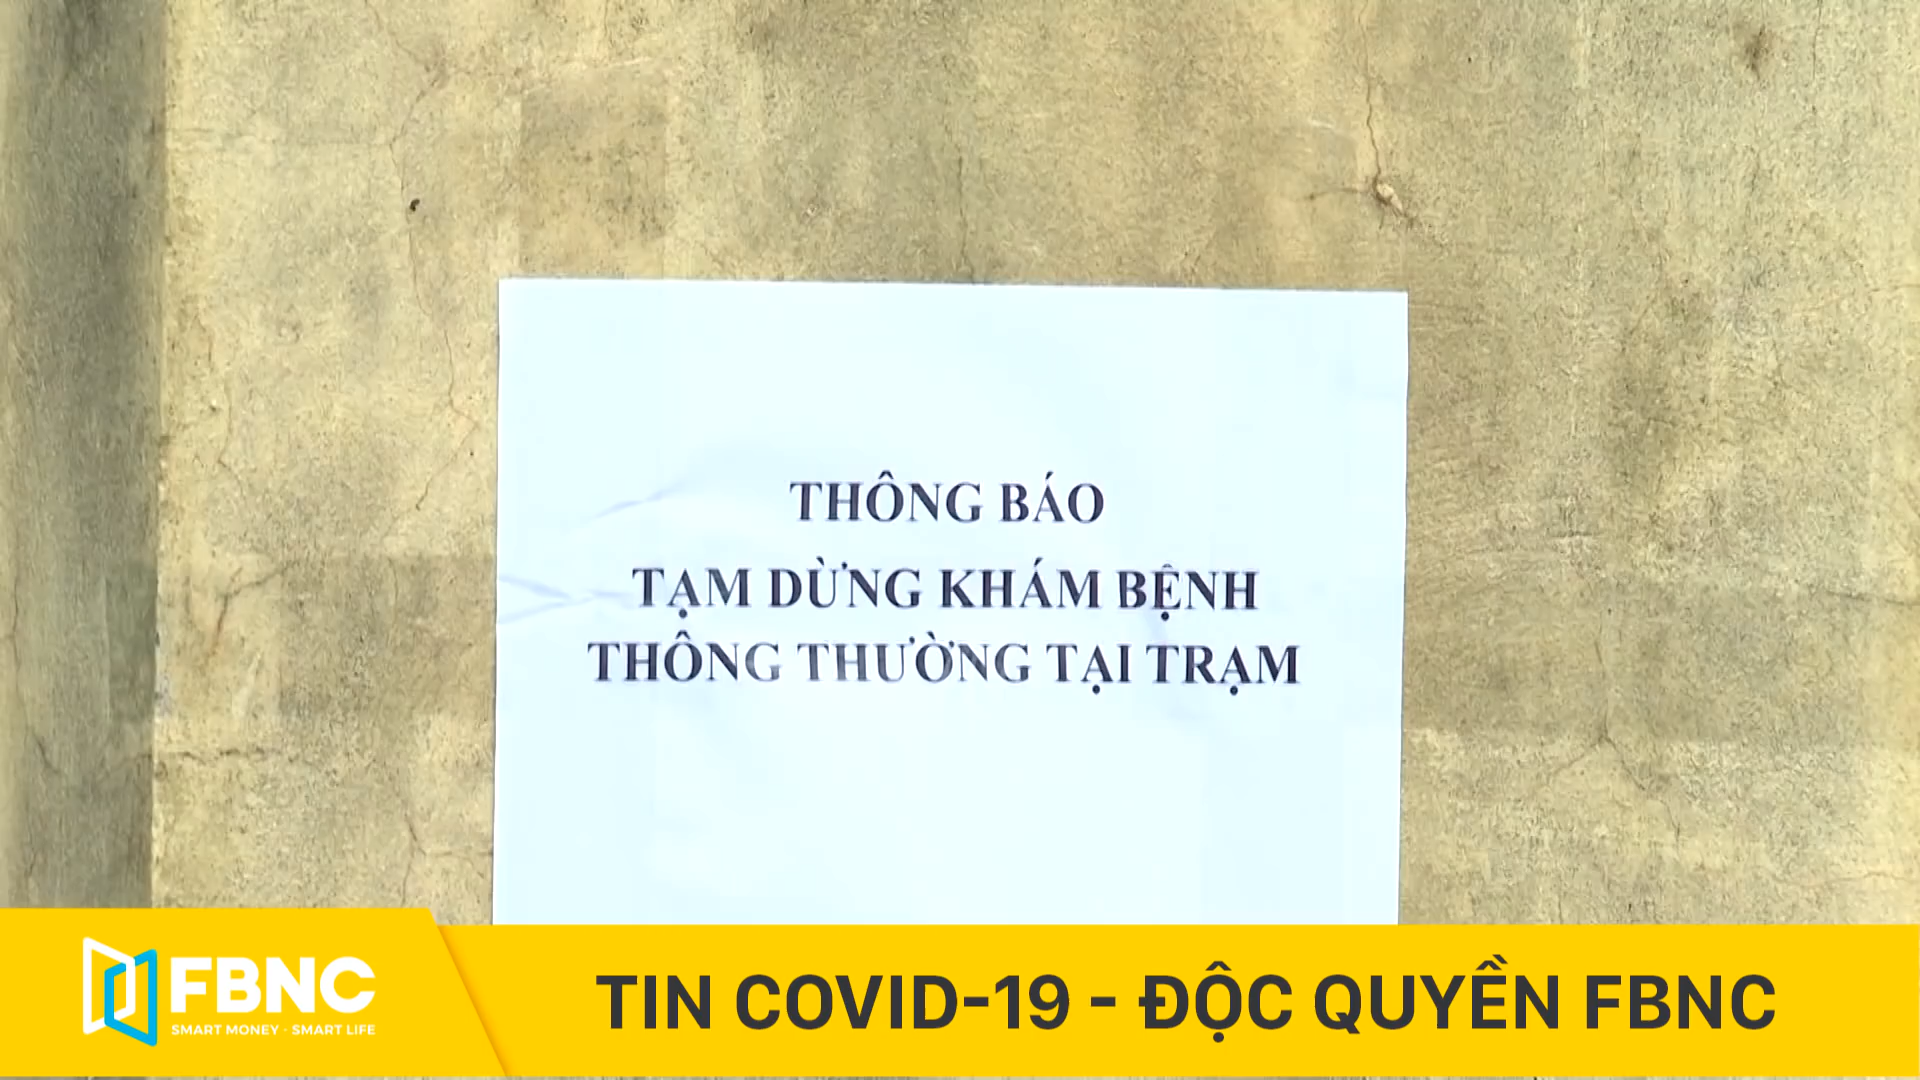 THÔNG BÁO
TẠM DỪNG KHÁM BỆNH
THÔNG THƯỜNG TẠI TRẠM
FBNC
SMART MONEY · SMART LIFE
TIN COVID-19 - ĐỘC QUYỀN FBNC